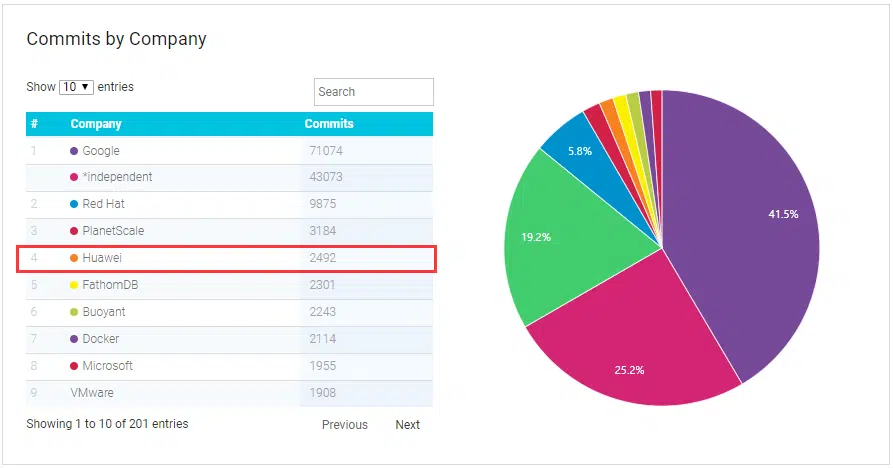 Commits by Company
Show 10 ▼ entries
Search
# Company Commits
1 Google 71074
*independent 43073
2 Red Hat 9875
3 PlanetScale 3184
4 Huawei 2492
5 FathomDB 2301
6 Buoyant 2243
7 Docker 2114
8 Microsoft 1955
9 VMware 1908
Showing 1 to 10 of 201 entries
Previous Next
5.8%
41.5%
19.2%
25.2%